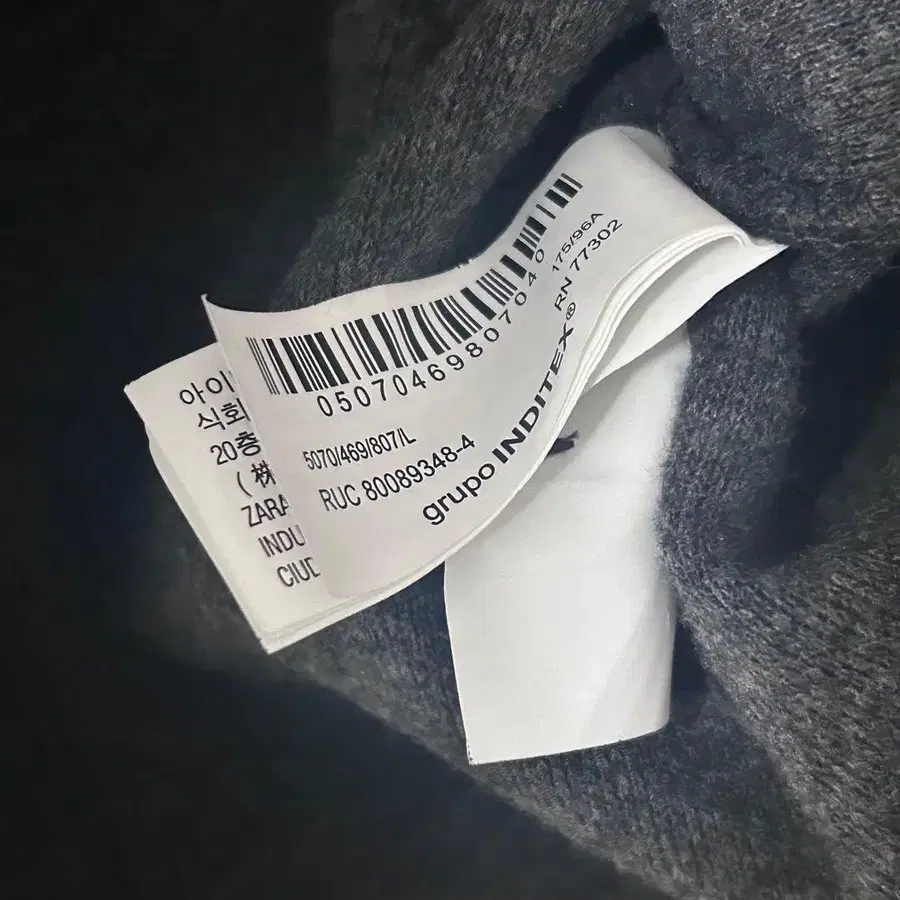 05070469807040
5070/469/807/L
175/96A
RUC 80089348-4
RN 77302
grupo INDITEX®
아이
식회
20층
(株
ZARA
INDU
CIUD